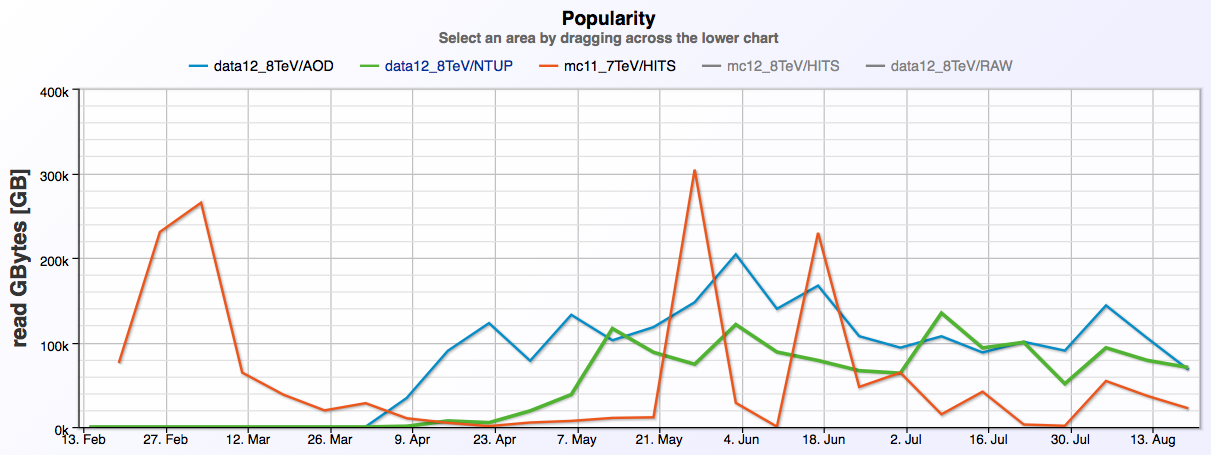 Popularity
Select an area by dragging across the lower chart
data12_8TeV/AOD data12_8TeV/NTUP mc11_7TeV/HITS mc12_8TeV/HITS data12_8TeV/RAW
read GBytes [GB]
400k
300k
200k
100k
0k
13. Feb 27. Feb 12. Mar 26. Mar 9. Apr 23. Apr 7. May 21. May 4. Jun 18. Jun 2. Jul 16. Jul 30. Jul 13. Aug